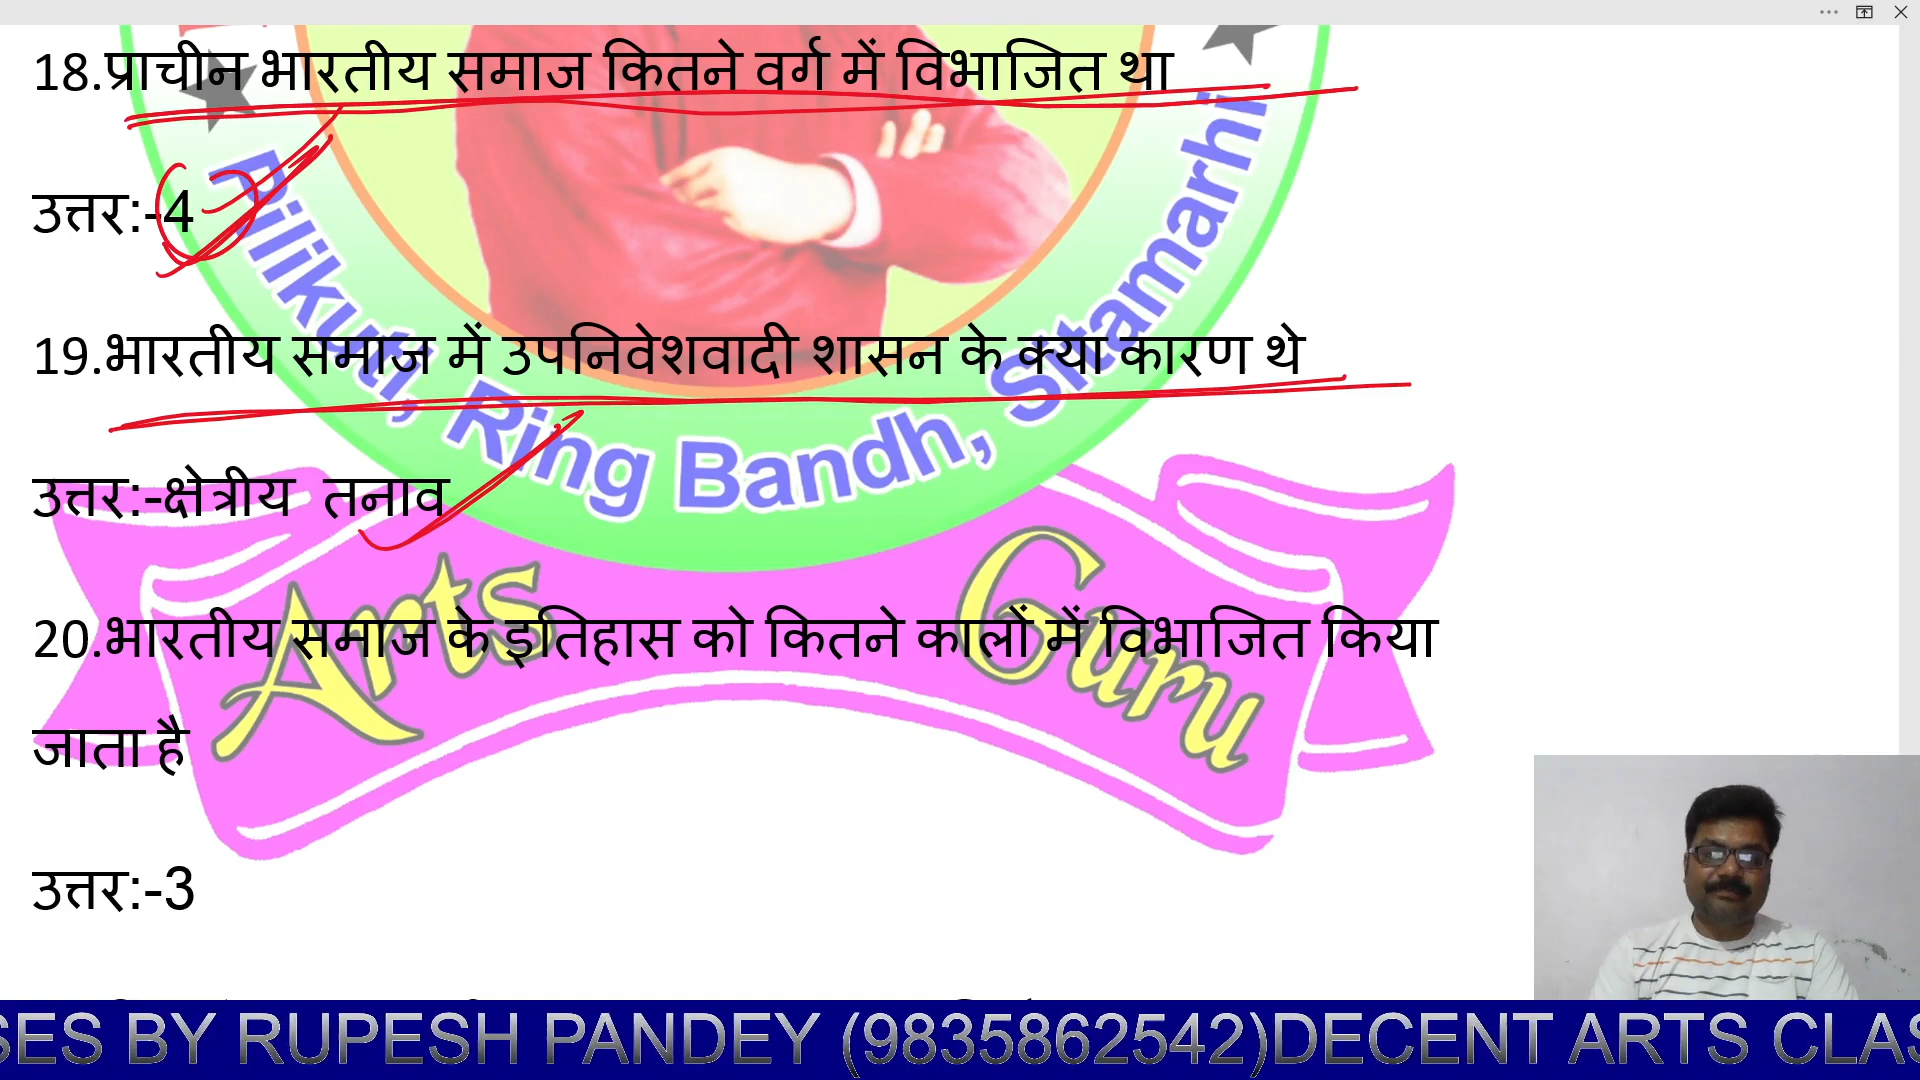 18.प्राचीन भारतीय समाज कितने वर्ग में विभाजित था
उत्तर:-4
19.भारतीय समाज में उपनिवेशवादी शासन के क्या कारण थे
उत्तर:-क्षेत्रीय तनाव
20.भारतीय समाज के इतिहास को कितने कालों में विभाजित किया
जाता है
उत्तर:-3
Pilikuti, Ring Bandh, Sitamarhi
Arts Guru
SES BY RUPESH PANDEY (9835862542)DECENT ARTS CLAS